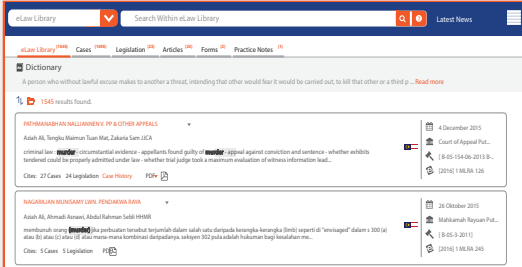 eLaw Library Search Within eLaw Library Latest News
eLaw Library (1545) Cases (1495) Legislation (23) Articles (26) Forms (2) Practice Notes (1)
Dictionary
A person who without lawful excuse makes to another a threat, intending that other would fear it would be carried out, to kill that other or a third p ... Read more
1545 results found.
PATHMANABHAN NALLIANNEN V. PP & OTHER APPEALS
4 December 2015
Aziah Ali, Tengku Maimun Tuan Mat, Zakaria Sam JJCA
Court of Appeal Put...
criminal law : murder - circumstantial evidence - appellants found guilty of murder - appeal against conviction and sentence - whether exhibits
[ B-05-154-06-2013 B...
tendered could be properly admitted under law - whether trial judge took a maximum evaluation of witness information lead...
Cites: 27 Cases 24 Legislation Case History PDF
[2016] 1 MLRA 126
NAGARAJAN MUNISAMY LWN. PENDAKWA RAYA
26 Oktober 2015
Aziah Ali, Ahmadi Asnawi, Abdul Rahman Sebli HHMR
Mahkamah Rayuan Put...
membunuh orang (murder) jika perbuatan tersebut terjumlah dalam salah satu daripada kerangka-kerangka (limb) seperti di "envisaged" dalam s 300 (a)
[ B-05-3-2011]
atau (b) atau (c) atau (d) atau mana-mana kombinasi daripadanya. seksyen 302 pula adalah hukuman bagi kesalahan me...
Cites: 5 Cases 5 Legislation PDF
[2016] 1 MLRA 245